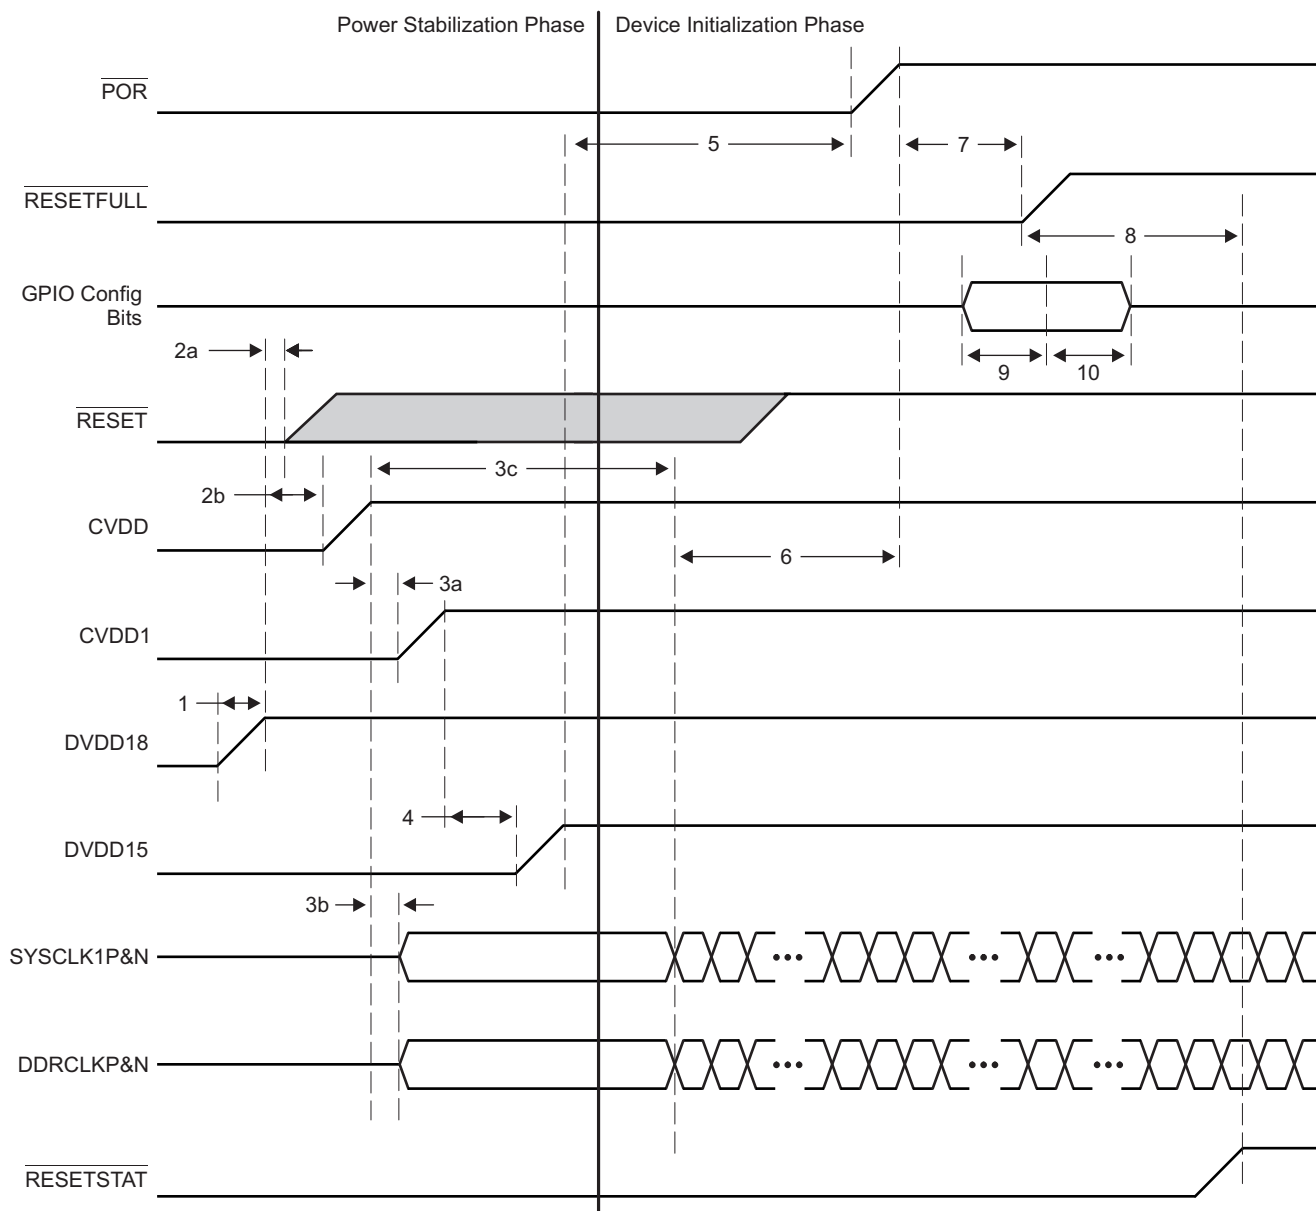 Power Stabilization Phase
Device Initialization Phase
POR
5
7
RESETFULL
8
GPIO Config
Bits
2a
9
10
RESET
3c
2b
CVDD
6
3a
CVDD1
1
DVDD18
4
DVDD15
3b
SYSCLK1P&N
DDRCLKP&N
RESETSTAT